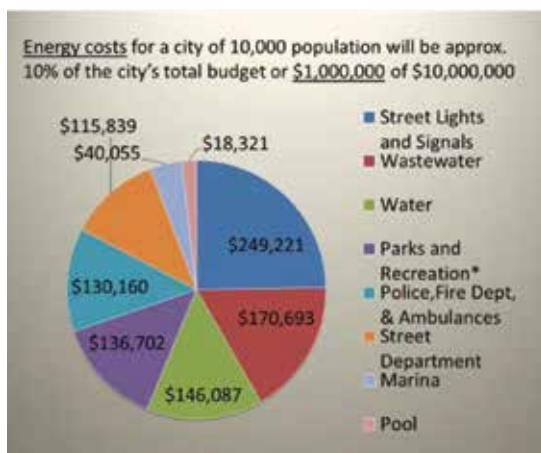 Energy costs for a city of 10,000 population will be approx.
10% of the city's total budget or $1,000,000 of $10,000,000
$115,839
$40,055
$18,321
$249,221
$170,693
$146,087
$136,702
$130,160
Street Lights
and Signals
Wastewater
Water
Parks and
Recreation*
Police,Fire Dept,
& Ambulances
Street
Department
Marina
Pool